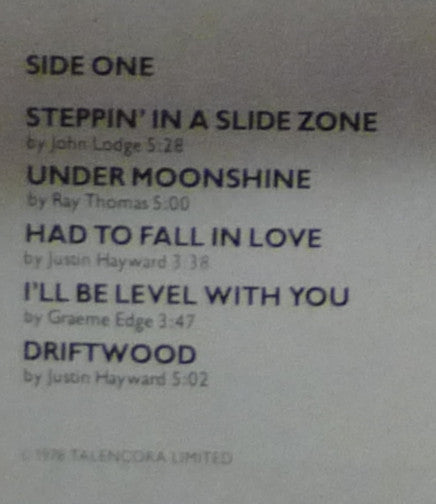 SIDE ONE
STEPPIN' IN A SLIDE ZONE
by John Lodge 5:28
UNDER MOONSHINE
by Ray Thomas 5:00
HAD TO FALL IN LOVE
by Justin Hayward 3:38
I'LL BE LEVEL WITH YOU
by Graeme Edge 3:47
DRIFTWOOD
by Justin Hayward 5:02
© 1978 TALENCORA LIMITED